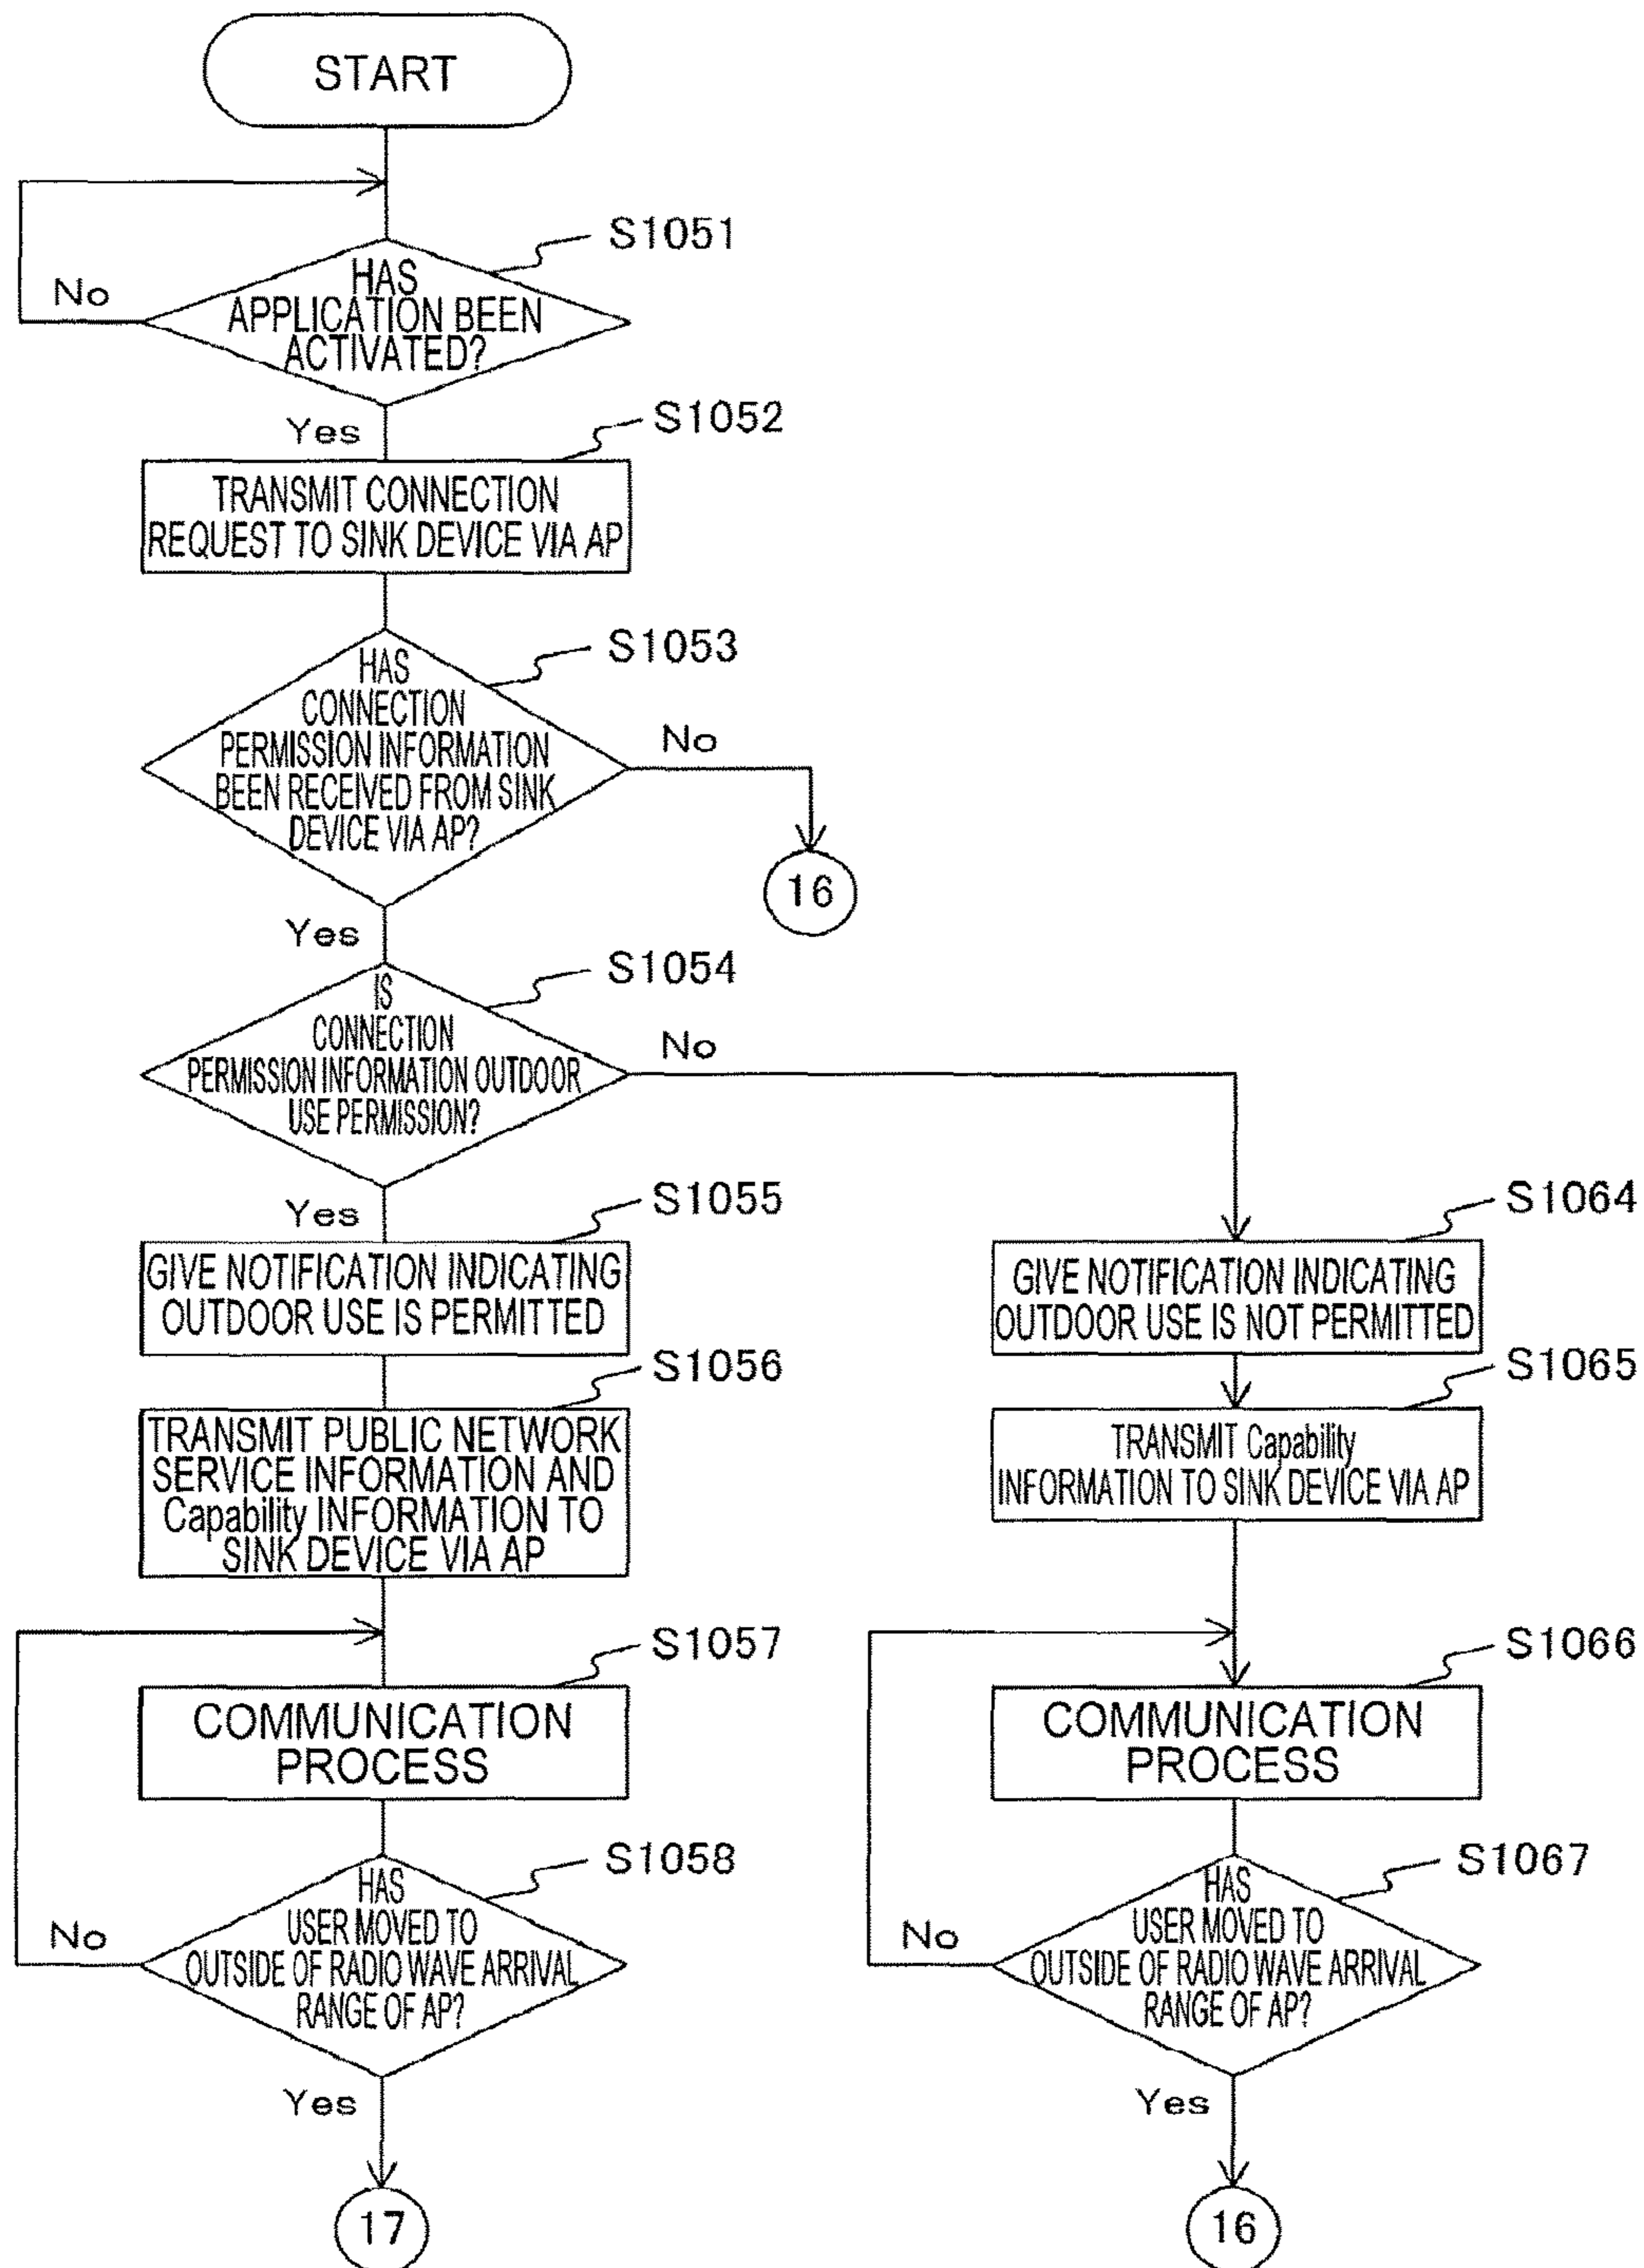 START
S1051
No
HAS
APPLICATION BEEN
ACTIVATED?
Yes
S1052
TRANSMIT CONNECTION
REQUEST TO SINK DEVICE VIA AP
S1053
HAS
CONNECTION
PERMISSION INFORMATION
BEEN RECEIVED FROM SINK
DEVICE VIA AP?
No
16
Yes
S1054
IS
CONNECTION
PERMISSION INFORMATION OUTDOOR
USE PERMISSION?
No
Yes
S1055
GIVE NOTIFICATION INDICATING
OUTDOOR USE IS PERMITTED
S1056
TRANSMIT PUBLIC NETWORK
SERVICE INFORMATION AND
Capability INFORMATION TO
SINK DEVICE VIA AP
S1057
COMMUNICATION
PROCESS
S1058
HAS
USER MOVED TO
OUTSIDE OF RADIO WAVE ARRIVAL
RANGE OF AP?
No
Yes
17
S1064
GIVE NOTIFICATION INDICATING
OUTDOOR USE IS NOT PERMITTED
S1065
TRANSMIT Capability
INFORMATION TO SINK DEVICE VIA AP
S1066
COMMUNICATION
PROCESS
S1067
HAS
USER MOVED TO
OUTSIDE OF RADIO WAVE ARRIVAL
RANGE OF AP?
No
Yes
16